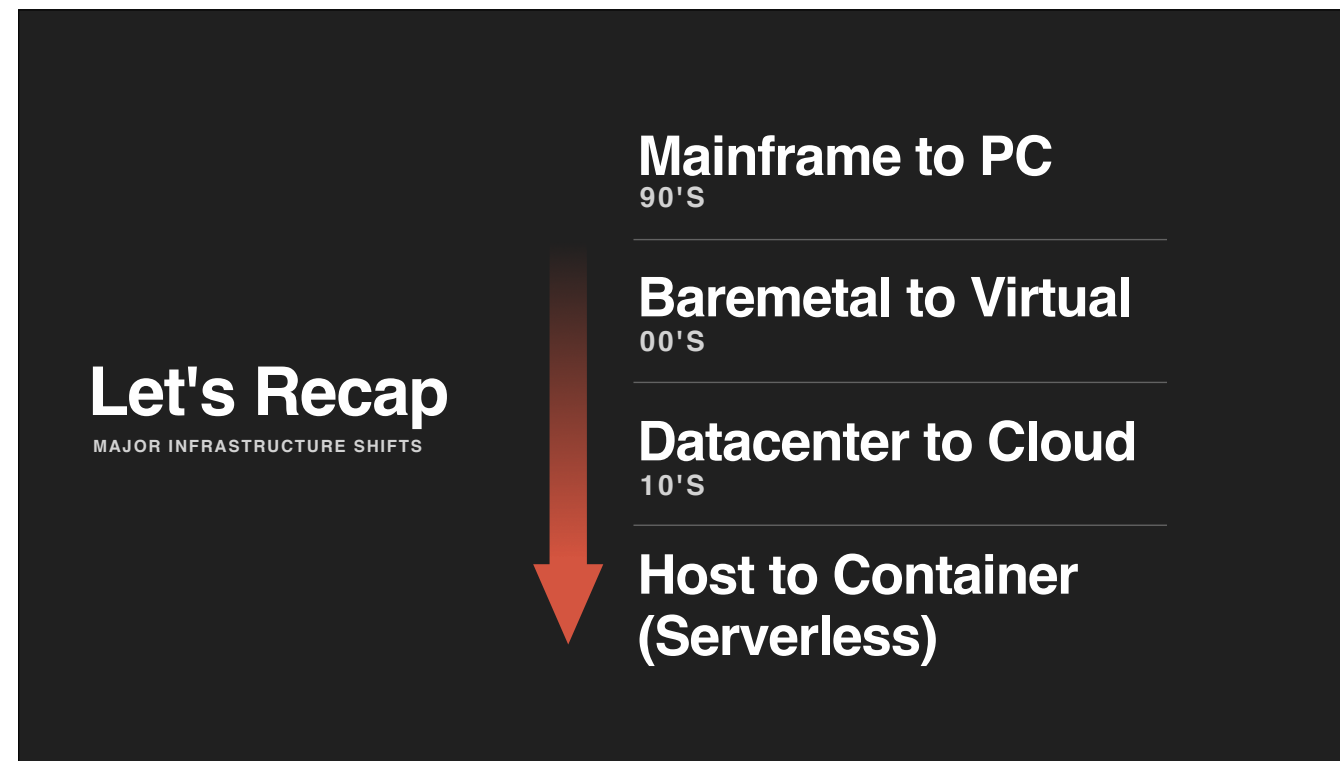 Let's Recap
MAJOR INFRASTRUCTURE SHIFTS
Mainframe to PC
90'S
Baremetal to Virtual
00'S
Datacenter to Cloud
10'S
Host to Container
(Serverless)